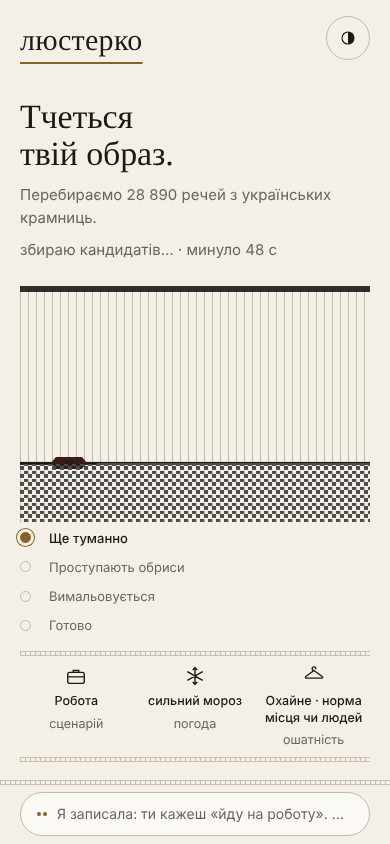 люстерко
Тчеться
твій образ.
Перебираємо 28 890 речей з українських
крамниць.
збираю кандидатів... · минуло 48 с
Ще туманно
Проступають обриси
Вимальовується
Готово
Робота
сценарій
сильний мороз
погода
Охайне · норма
місця чи людей
ошатність
Я записала: ти кажеш «йду на роботу». ...